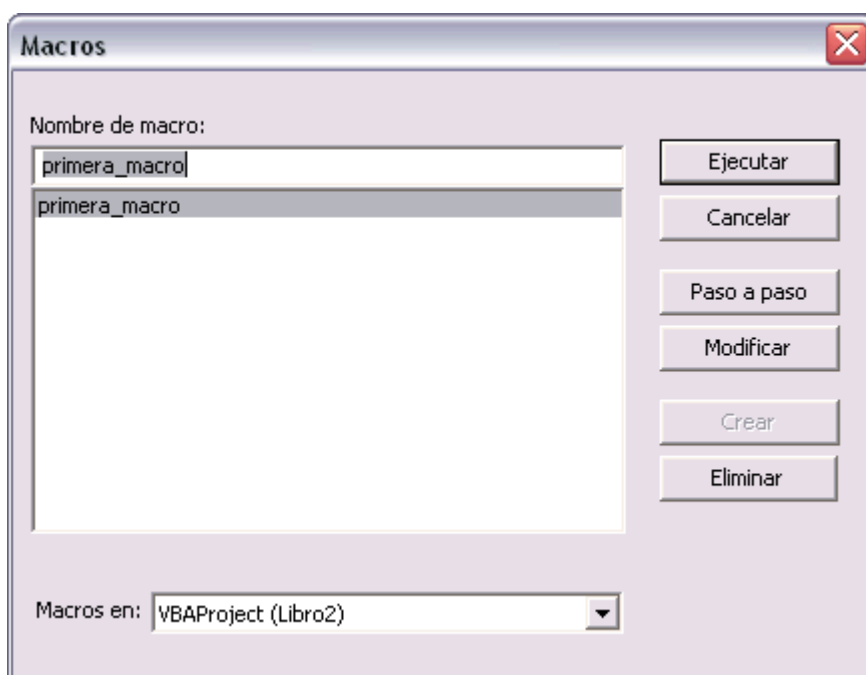 Macros
Nombre de macro:
primera_macro
primera_macro
Ejecutar
Cancelar
Paso a paso
Modificar
Crear
Eliminar
Macros en:
VBAProject (Libro2)